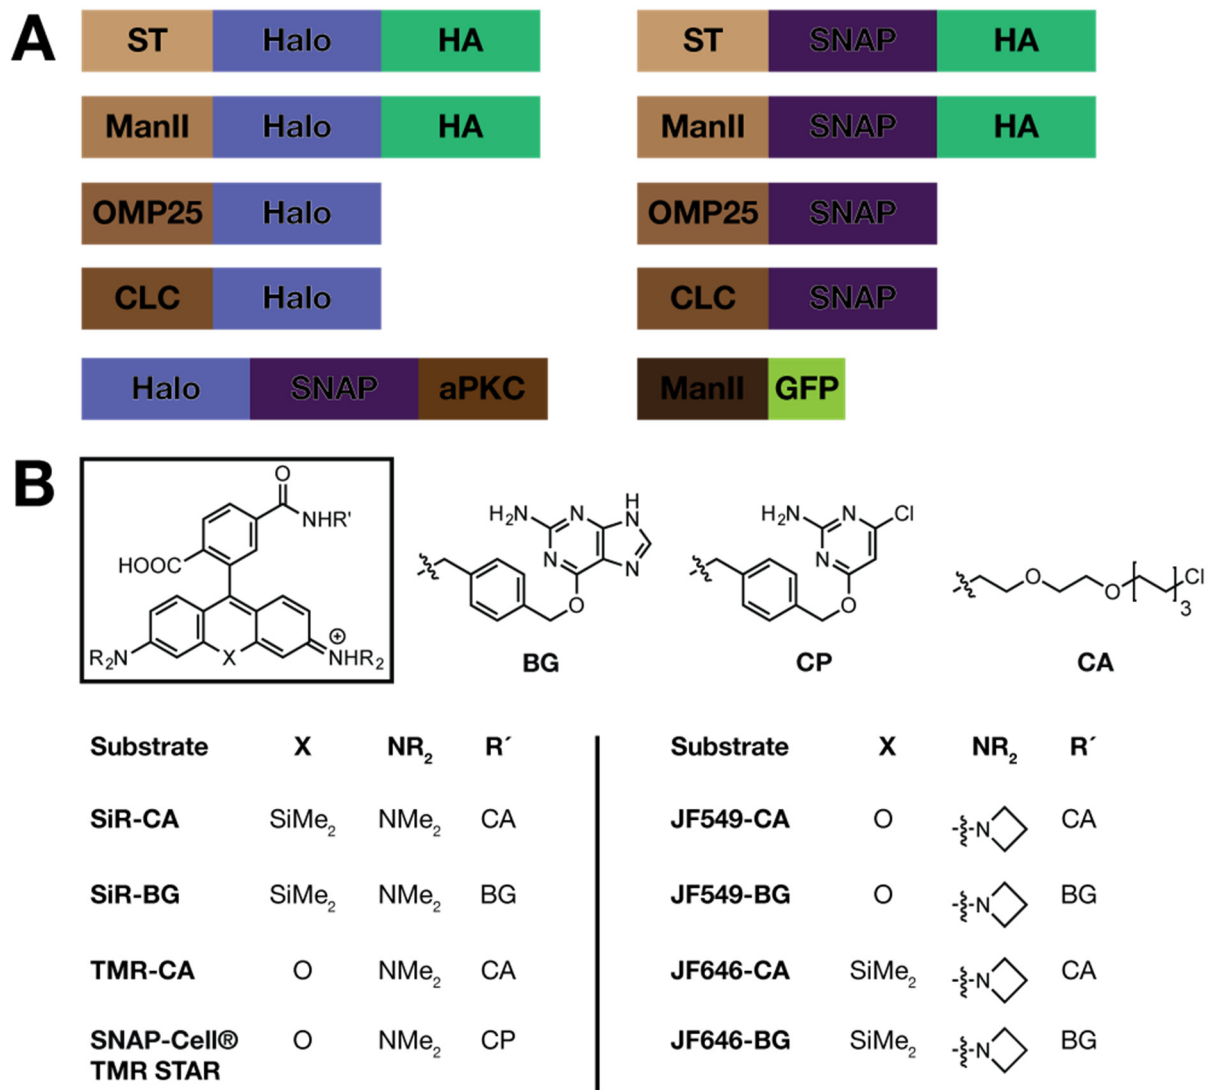 A
ST Halo HA ST SNAP HA
ManII Halo HA ManII SNAP HA
OMP25 Halo OMP25 SNAP
CLC Halo CLC SNAP
Halo SNAP aPKC ManII GFP
B
O
NHR'
HOOC
R2N X ⊕ NHR2
H2N N H N
N N
O
BG
H2N N Cl
N
O
CP
O O Cl
3
CA
Substrate X NR2 R´ Substrate X NR2 R´
SiR-CA SiMe2 NMe2 CA JF549-CA O N CA
SiR-BG SiMe2 NMe2 BG JF549-BG O N BG
TMR-CA O NMe2 CA JF646-CA SiMe2 N CA
SNAP-Cell® O NMe2 CP JF646-BG SiMe2 N BG
TMR STAR